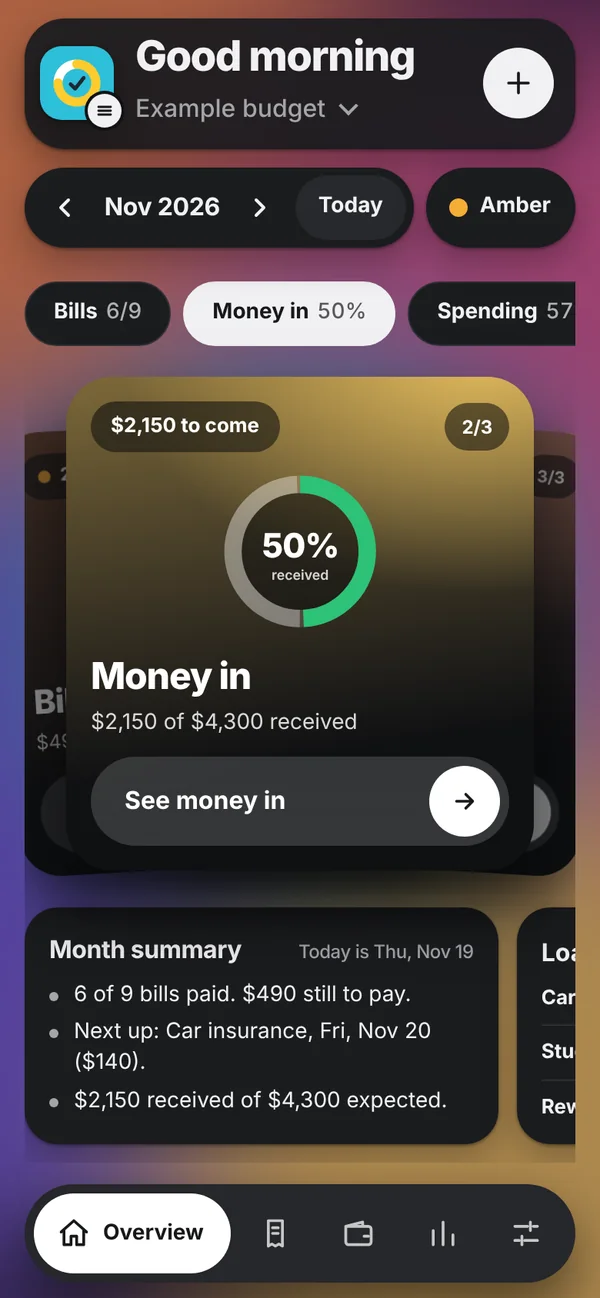 Good morning
Example budget
Nov 2026
Today
Amber
Bills 6/9
Money in 50%
Spending 57
$2,150 to come
2/3
3/3
50%
received
Money in
$2,150 of $4,300 received
See money in
Month summary
Today is Thu, Nov 19
6 of 9 bills paid. $490 still to pay.
Next up: Car insurance, Fri, Nov 20
($140).
$2,150 received of $4,300 expected.
Car
Overview